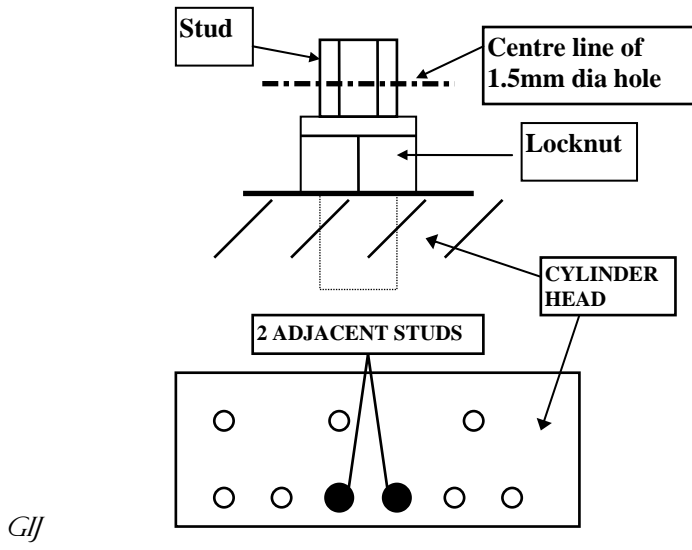 Stud
Centre line of
1.5mm dia hole
Locknut
CYLINDER
HEAD
2 ADJACENT STUDS
GIJ